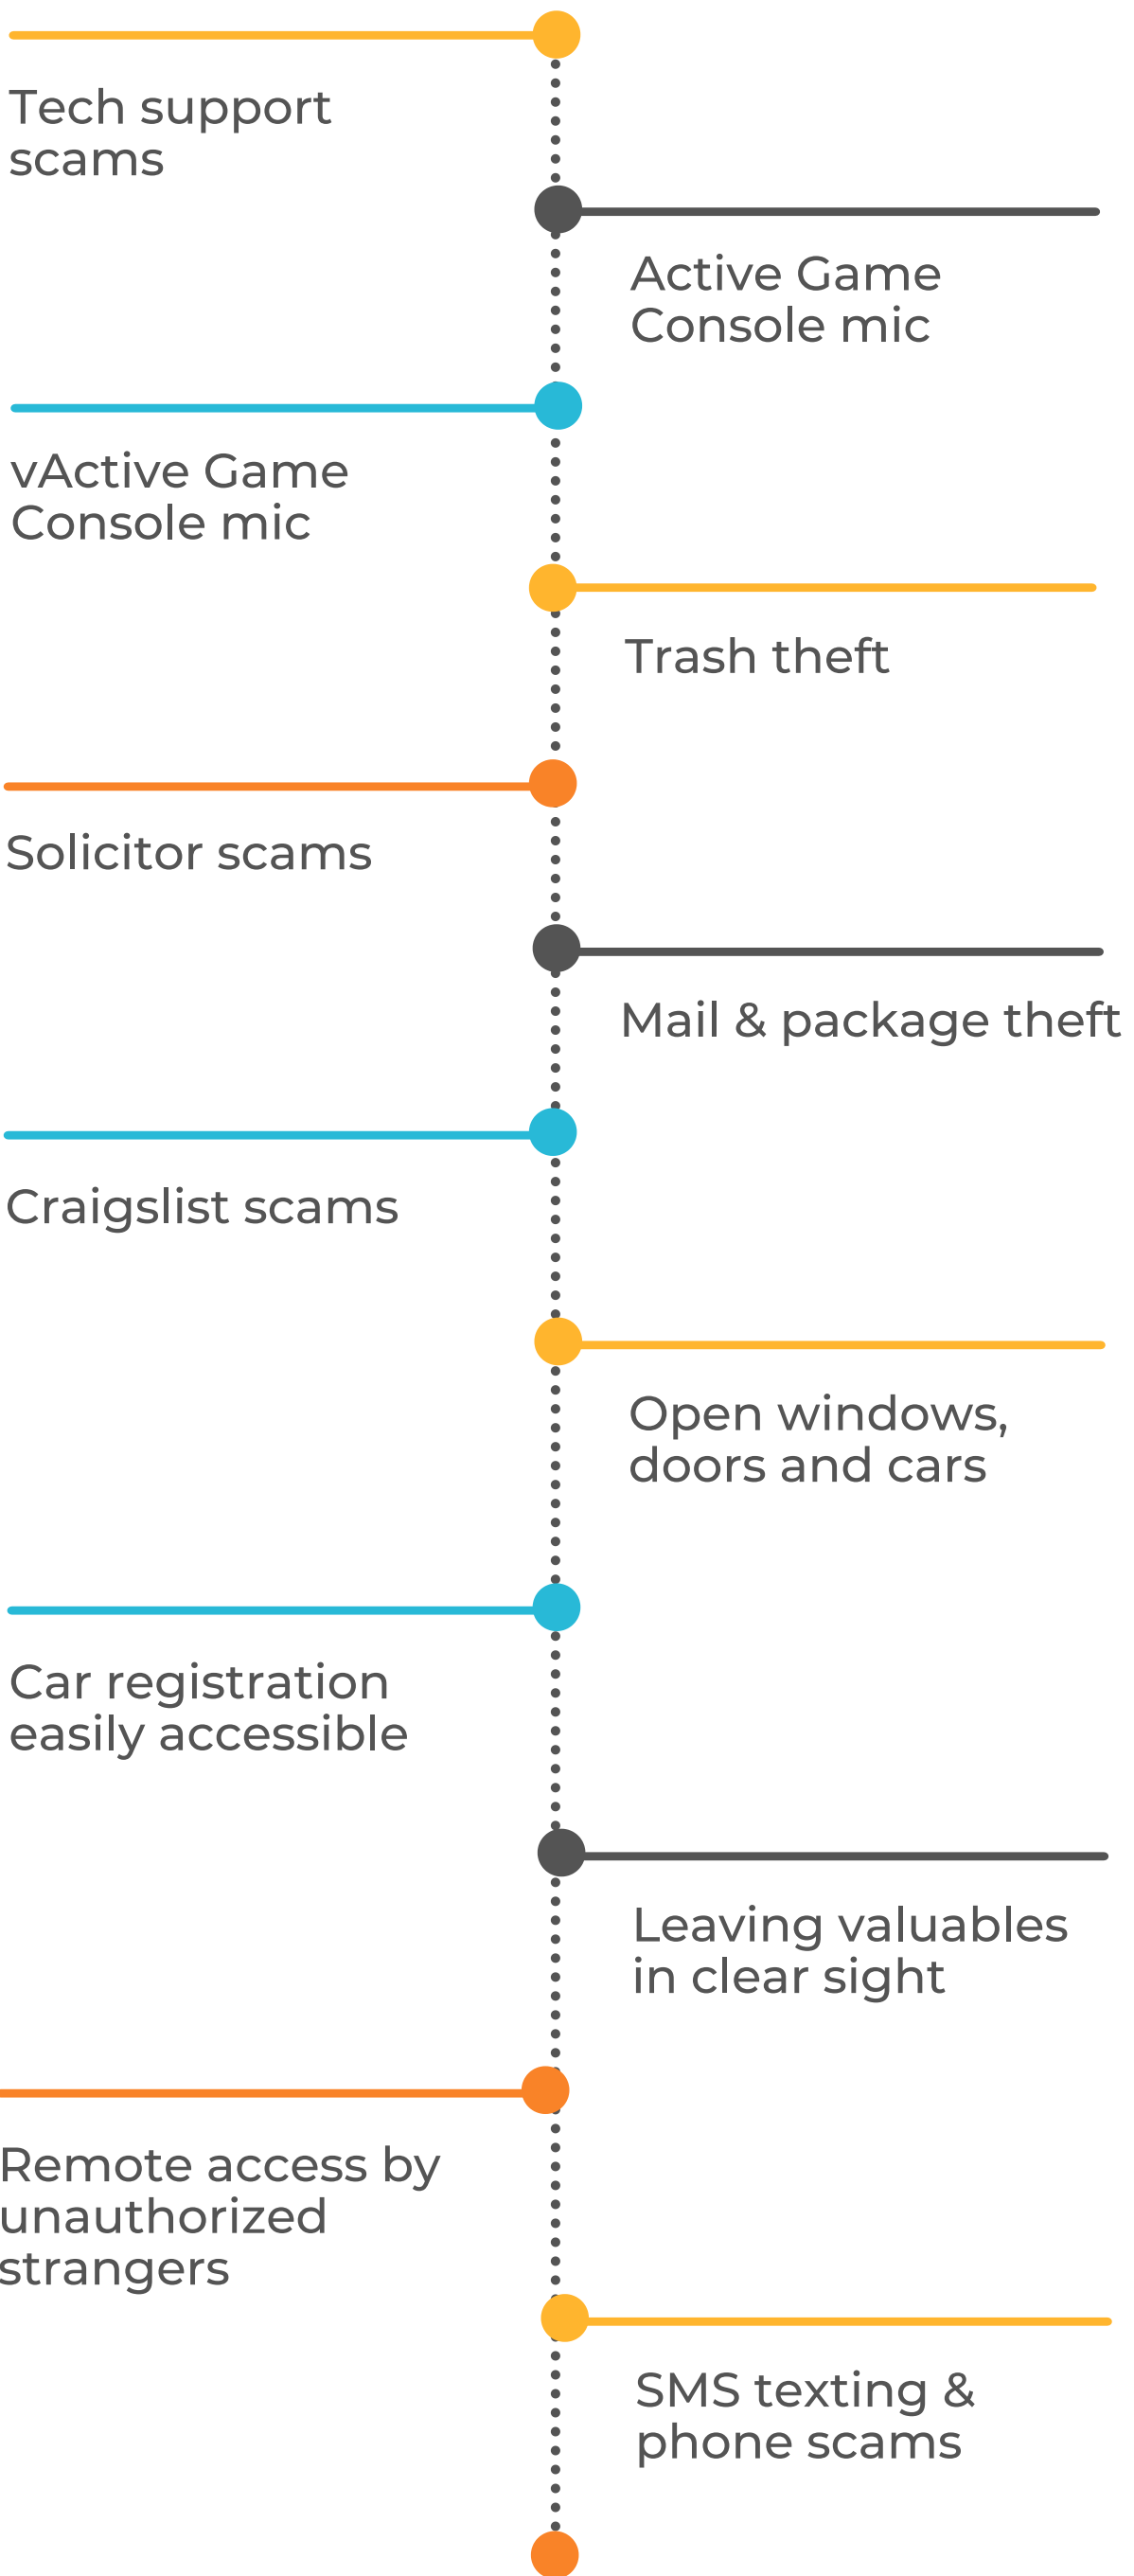 Tech support
scams
Active Game
Console mic
vActive Game
Console mic
Trash theft
Solicitor scams
Mail & package theft
Craigslist scams
Open windows,
doors and cars
Car registration
easily accessible
Leaving valuables
in clear sight
Remote access by
unauthorized
strangers
SMS texting &
phone scams